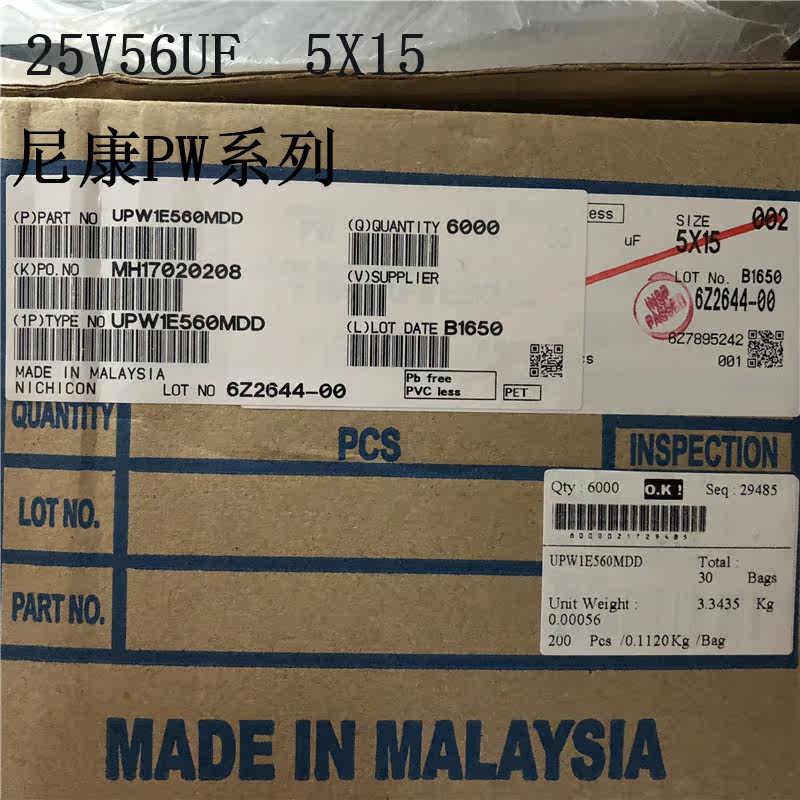 25V56UF 5X15
尼康PW系列
(P)PART NO UPW1E560MDD
(Q)QUANTITY 6000
(K)PO.NO MH17020208
(V)SUPPLIER
(1P)TYPE NO UPW1E560MDD
(L)LOT DATE B1650
MADE IN MALAYSIA
NICHICON LOT NO 6Z2644-00
Pb free
PVC less
PET
ess
SIZE 002
uF 5X15
LOT No. B1650
6Z2644-00
PASSED
6Z7895242
001
cs
QUANTITY
PCS
INSPECTION
LOT NO.
PART NO.
Qty : 6000 O.K ! Seq : 29485
6000021729485
UPW1E560MDD Total :
30 Bags
Unit Weight : 3.3435 Kg
0.00056
200 Pcs /0.1120Kg /Bag
MADE IN MALAYSIA